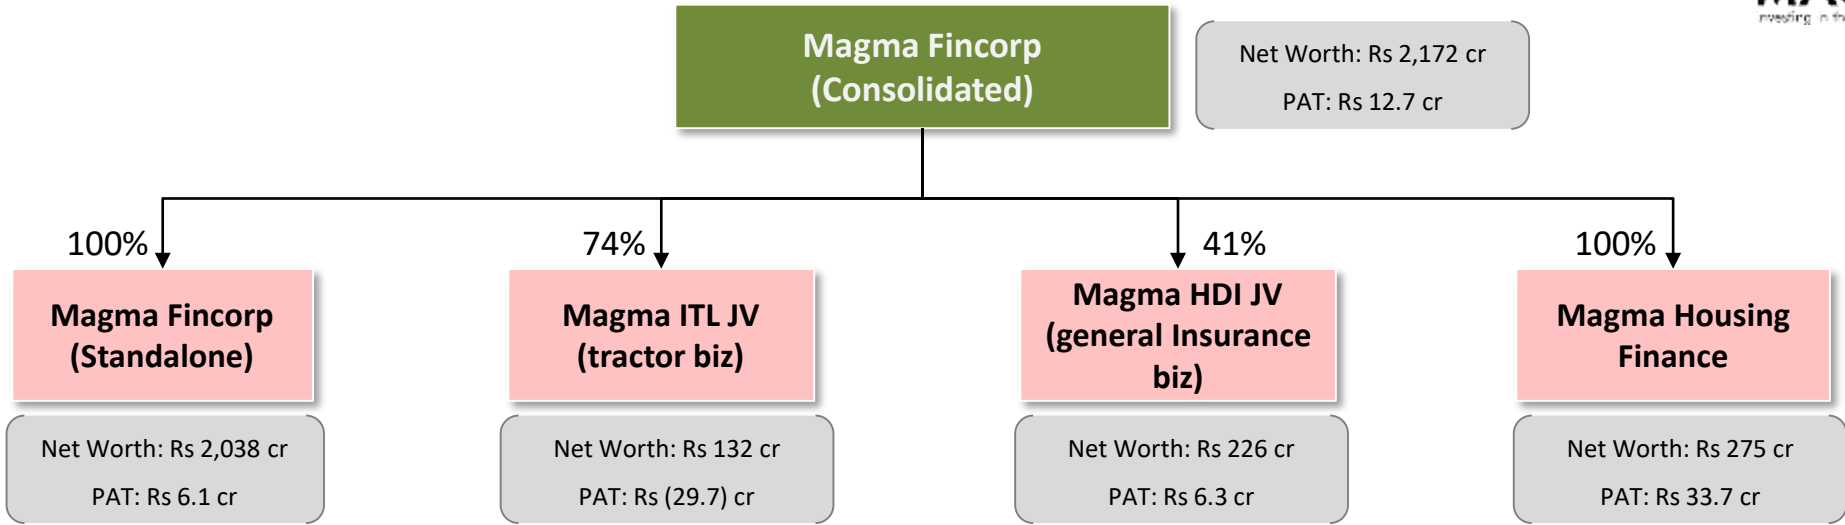 investing in th
Magma Fincorp
(Consolidated)
Net Worth: Rs 2,172 cr
PAT: Rs 12.7 cr
100%
74%
41%
100%
Magma Fincorp
(Standalone)
Magma ITL JV
(tractor biz)
Magma HDI JV
(general Insurance
biz)
Magma Housing
Finance
Net Worth: Rs 2,038 cr
PAT: Rs 6.1 cr
Net Worth: Rs 132 cr
PAT: Rs (29.7) cr
Net Worth: Rs 226 cr
PAT: Rs 6.3 cr
Net Worth: Rs 275 cr
PAT: Rs 33.7 cr